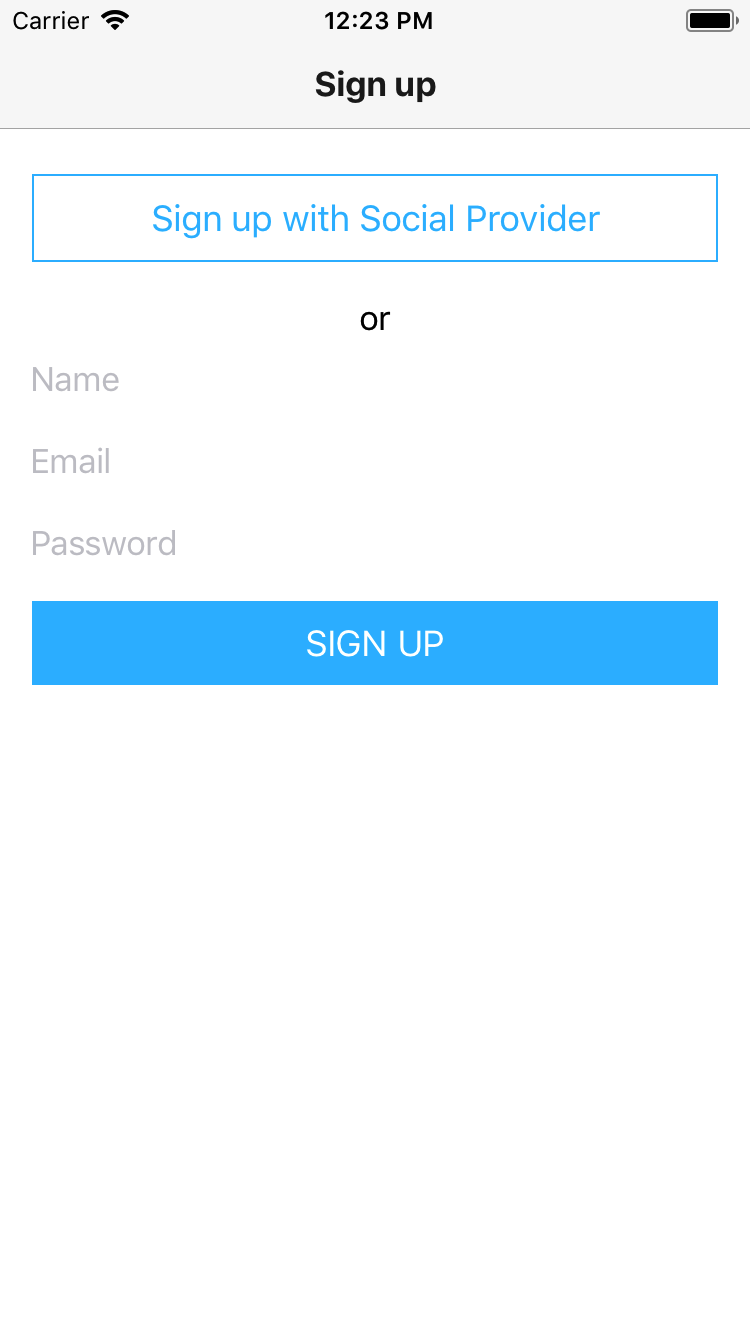 Carrier 12:23 PM
Sign up
Sign up with Social Provider
or
Name
Email
Password
SIGN UP